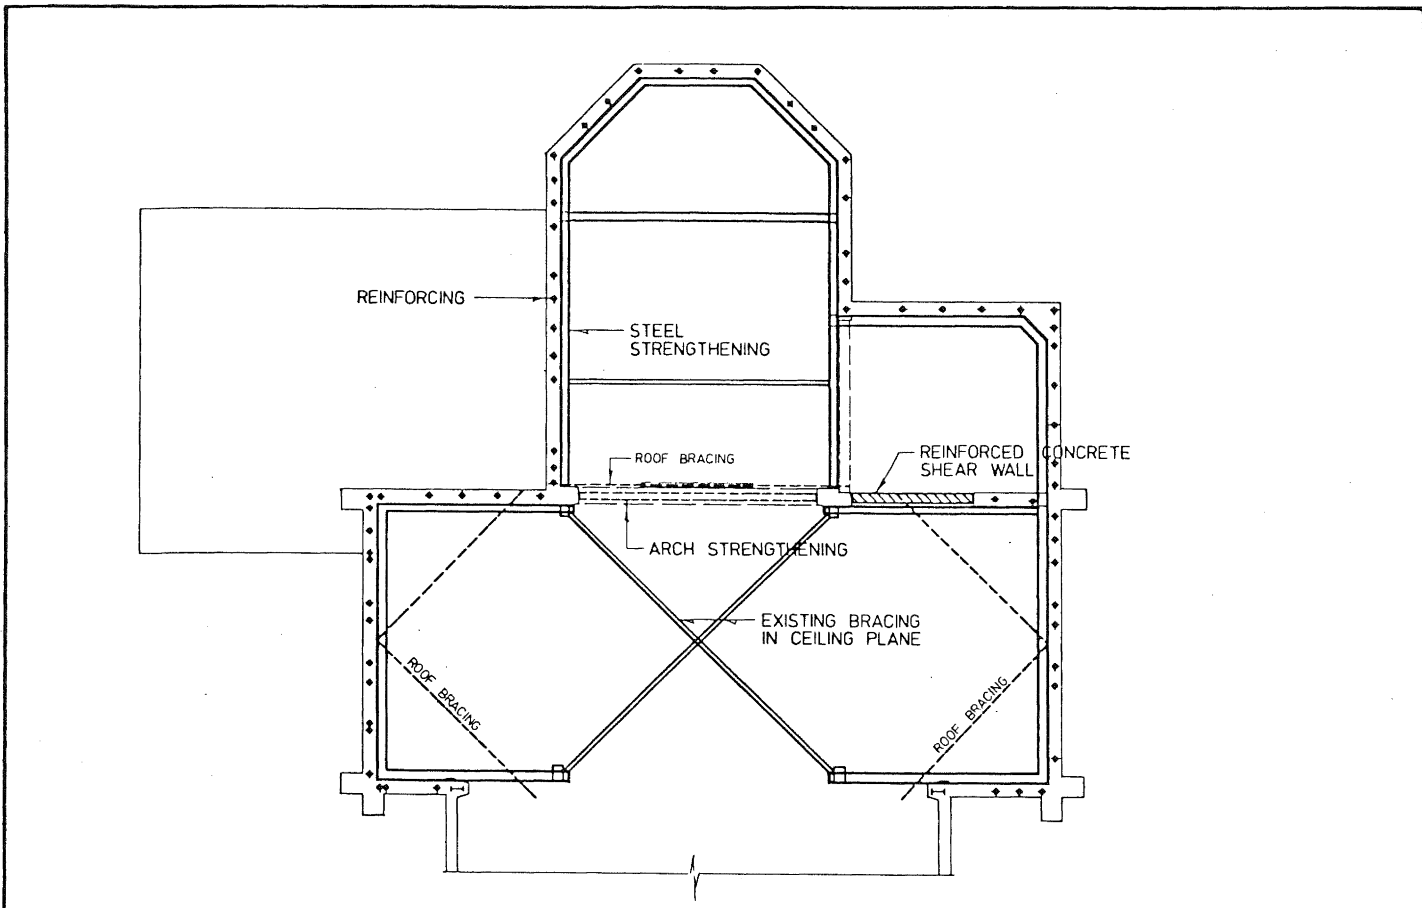 REINFORCING
STEEL
STRENGTHENING
ROOF BRACING
REINFORCED CONCRETE
SHEAR WALL
ARCH STRENGTHENING
EXISTING BRACING
IN CEILING PLANE
ROOF BRACING
ROOF BRACING